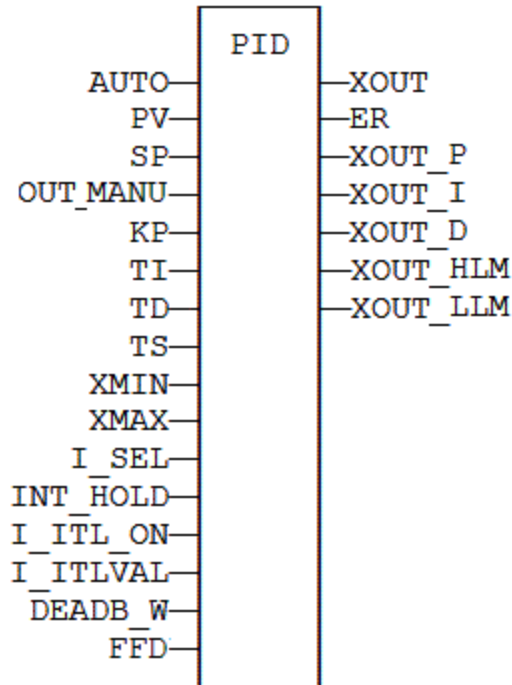 PID
AUTO XOUT
PV ER
SP XOUT_P
OUT_MANU XOUT_I
KP XOUT_D
TI XOUT_HLM
TD XOUT_LLM
TS
XMIN
XMAX
I_SEL
INT_HOLD
I_ITL_ON
I_ITLVAL
DEADB_W
FFD